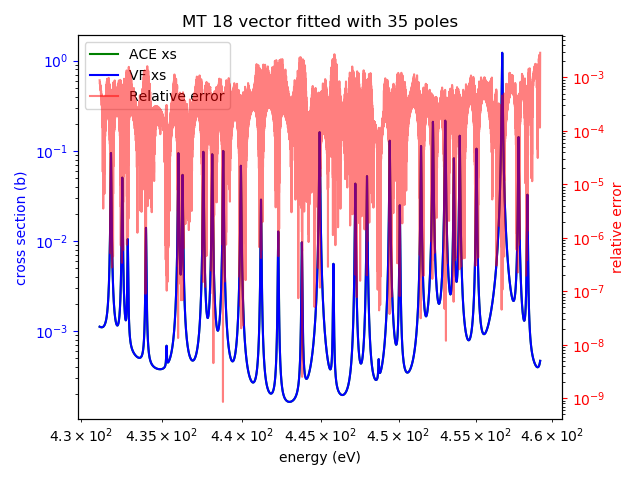 MT 18 vector fitted with 35 poles
ACE xs
VF xs
Relative error
10⁰
10⁻¹
10⁻²
10⁻³
cross section (b)
10⁻³
10⁻⁴
10⁻⁵
10⁻⁶
10⁻⁷
10⁻⁸
10⁻⁹
relative error
4.3 × 10² 4.35 × 10² 4.4 × 10² 4.45 × 10² 4.5 × 10² 4.55 × 10² 4.6 × 10²
energy (eV)